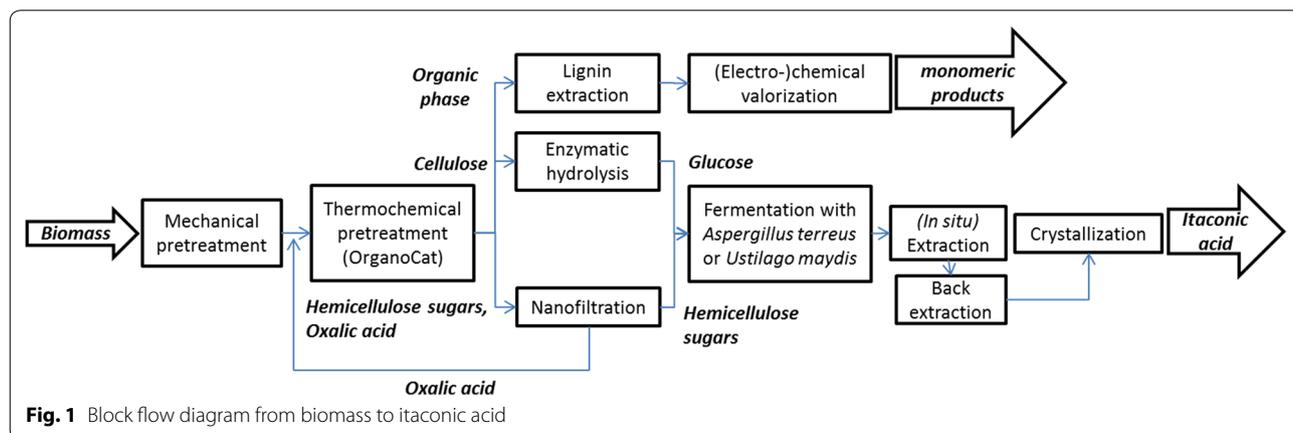 Organic
phase
Lignin
extraction
(Electro-)chemical
valorization
monomeric
products
Cellulose
Enzymatic
hydrolysis
Glucose
Biomass
Mechanical
pretreatment
Thermochemical
pretreatment
(OrganoCat)
Fermentation with
Aspergillus terreus
or Ustilago maydis
(In situ)
Extraction
Crystallization
Itaconic
acid
Back
extraction
Hemicellulose sugars,
Oxalic acid
Nanofiltration
Hemicellulose
sugars
Oxalic acid
Fig. 1 Block flow diagram from biomass to itaconic acid